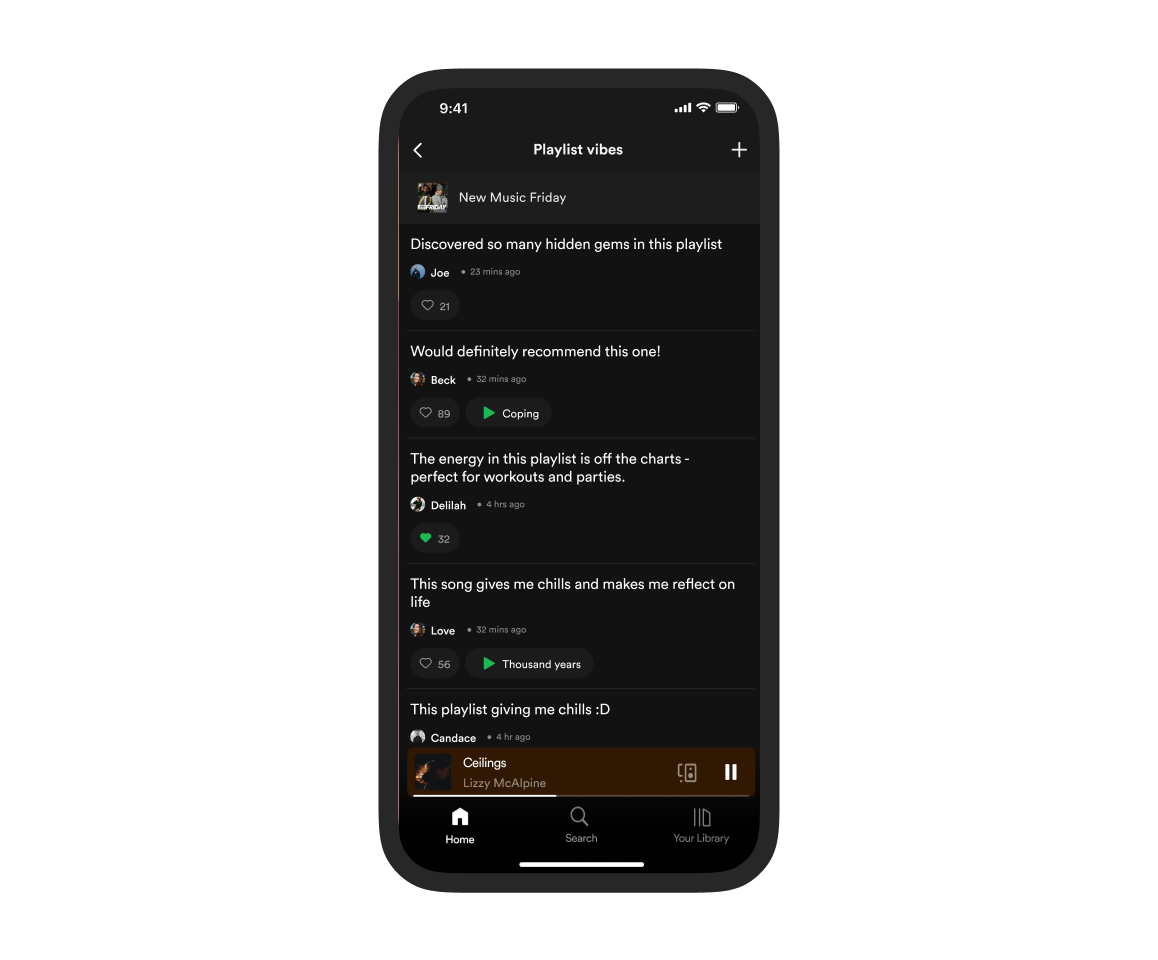 9:41
Playlist vibes
FRIDAY
New Music Friday
Discovered so many hidden gems in this playlist
Joe • 23 mins ago
21
Would definitely recommend this one!
Beck • 32 mins ago
89 Coping
The energy in this playlist is off the charts -
perfect for workouts and parties.
Delilah • 4 hrs ago
32
This song gives me chills and makes me reflect on
life
Love • 32 mins ago
56 Thousand years
This playlist giving me chills :D
Candace • 4 hr ago
Ceilings
Lizzy McAlpine
Home Search Your Library